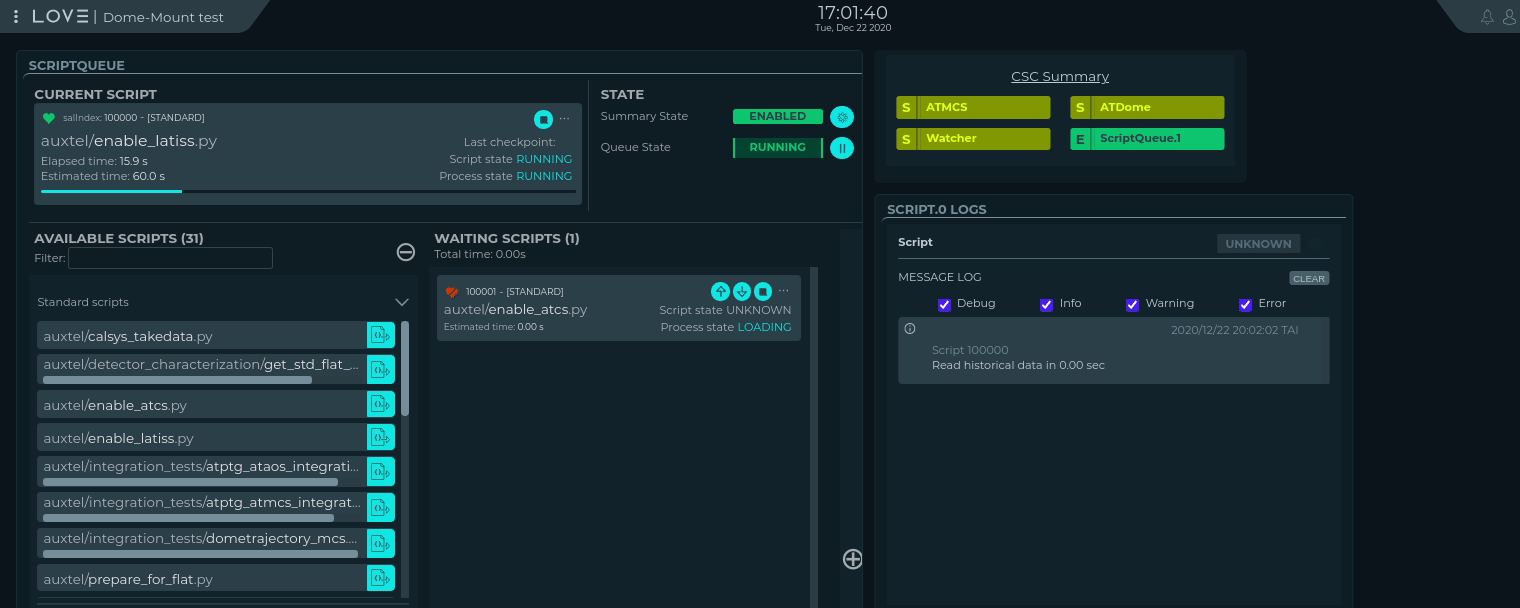 LOVE | Dome-Mount test
17:01:40
Tue, Dec 22 2020
SCRIPTQUEUE
CURRENT SCRIPT
salIndex: 100000 - [STANDARD]
...
auxtel/enable_latiss.py
Last checkpoint:
Elapsed time: 15.9 s
Script state RUNNING
Estimated time: 60.0 s
Process state RUNNING
STATE
Summary State
ENABLED
Queue State
RUNNING
AVAILABLE SCRIPTS (31)
Filter:
Standard scripts
auxtel/calsys_takedata.py
auxtel/detector_characterization/get_std_flat_...
auxtel/enable_atcs.py
auxtel/enable_latiss.py
auxtel/integration_tests/atptg_ataos_integrati...
auxtel/integration_tests/atptg_atmcs_integrat...
auxtel/integration_tests/dometrajectory_mcs....
auxtel/prepare_for_flat.py
WAITING SCRIPTS (1)
Total time: 0.00s
100001 - [STANDARD]
...
auxtel/enable_atcs.py
Script state UNKNOWN
Estimated time: 0.00 s
Process state LOADING
CSC Summary
S ATMCS
S ATDome
S Watcher
E ScriptQueue.1
SCRIPT.0 LOGS
Script
UNKNOWN
MESSAGE LOG
CLEAR
Debug
Info
Warning
Error
2020/12/22 20:02:02 TAI
Script 100000
Read historical data in 0.00 sec